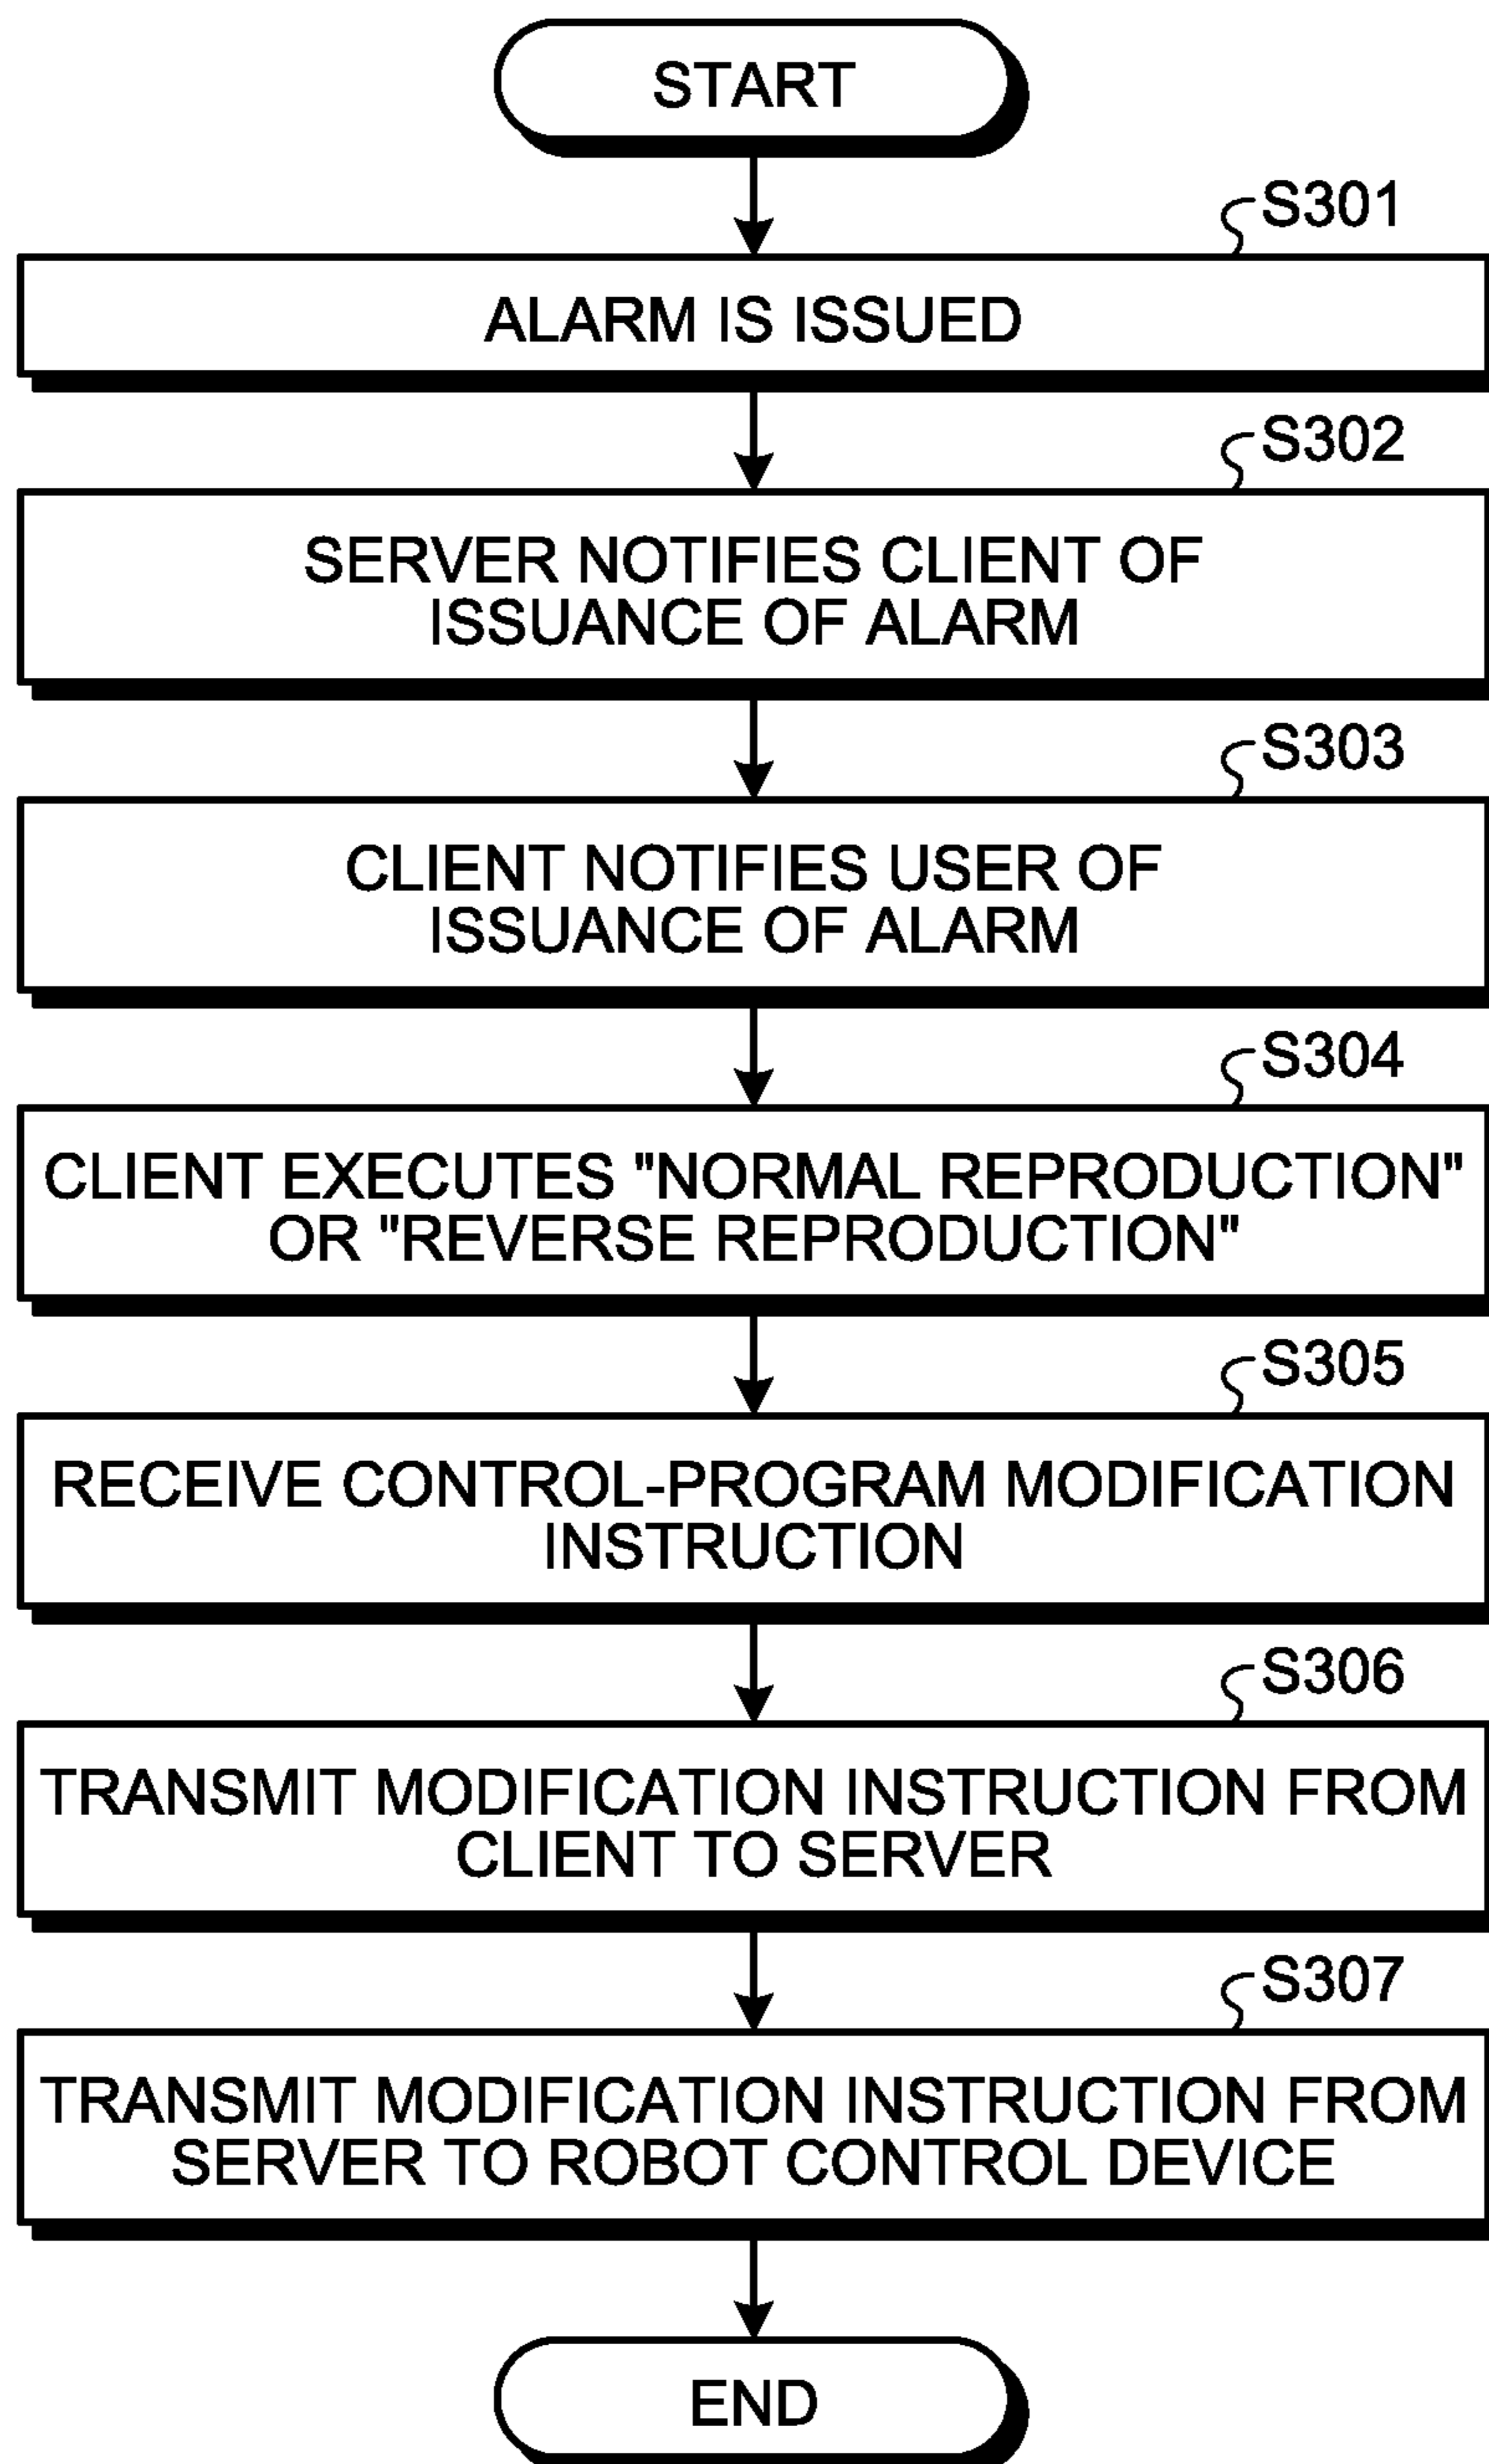 START
S301
ALARM IS ISSUED
S302
SERVER NOTIFIES CLIENT OF
ISSUANCE OF ALARM
S303
CLIENT NOTIFIES USER OF
ISSUANCE OF ALARM
S304
CLIENT EXECUTES "NORMAL REPRODUCTION"
OR "REVERSE REPRODUCTION"
S305
RECEIVE CONTROL-PROGRAM MODIFICATION
INSTRUCTION
S306
TRANSMIT MODIFICATION INSTRUCTION FROM
CLIENT TO SERVER
S307
TRANSMIT MODIFICATION INSTRUCTION FROM
SERVER TO ROBOT CONTROL DEVICE
END